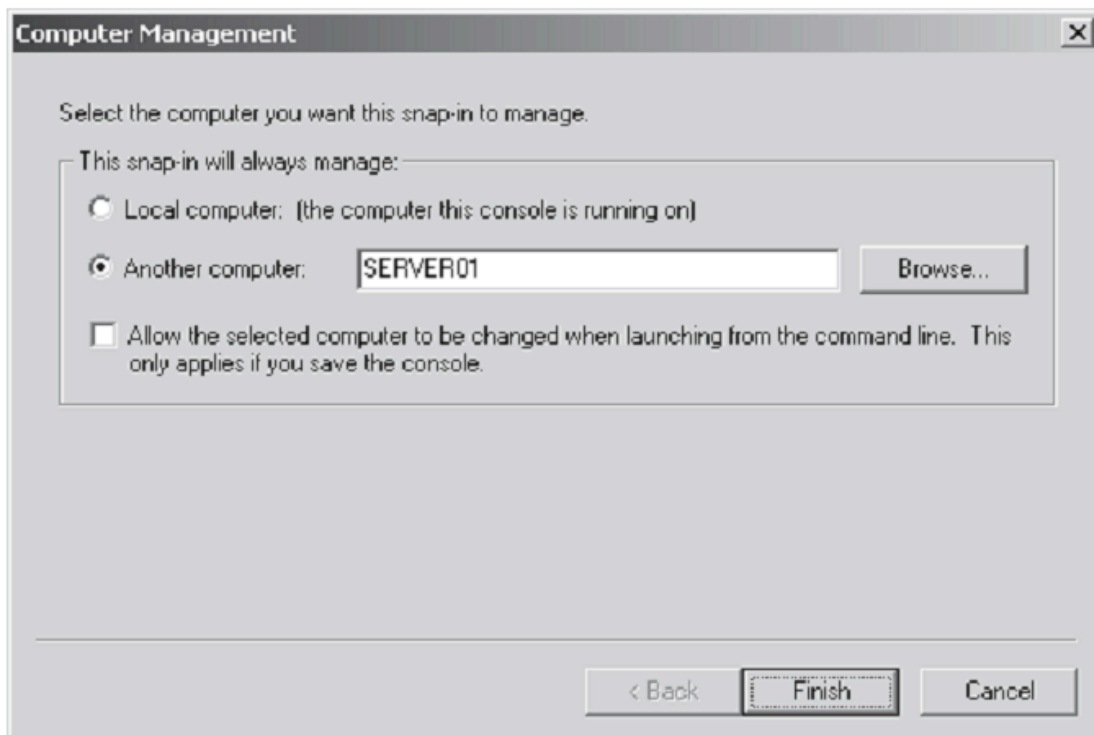 Computer Management
Select the computer you want this snap-in to manage.
This snap-in will always manage:
Local computer: (the computer this console is running on)
Another computer: SERVER01 Browse...
Allow the selected computer to be changed when launching from the command line. This
only applies if you save the console.
< Back Finish Cancel